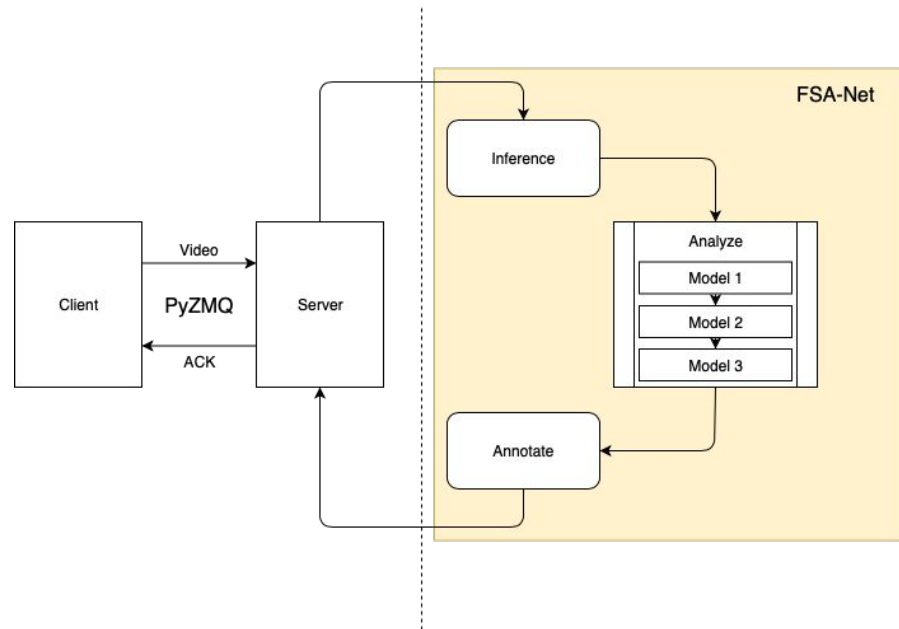 FSA-Net
Inference
Analyze
Model 1
Model 2
Model 3
Video
Client
PyZMQ
Server
ACK
Annotate